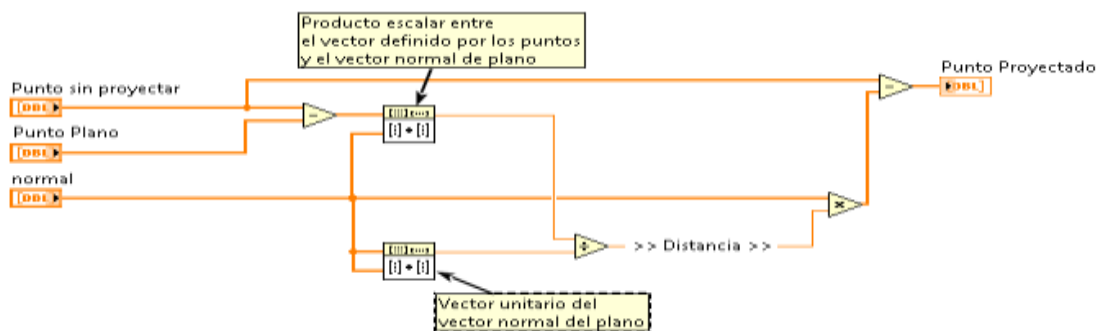 Producto escalar entre
el vector definido por los puntos
y el vector normal de plano
Punto sin proyectar
[DBL]
Punto Plano
[DBL]
normal
[DBL]
Punto Proyectado
DBL]
>> Distancia >>
Vector unitario del
vector normal del plano